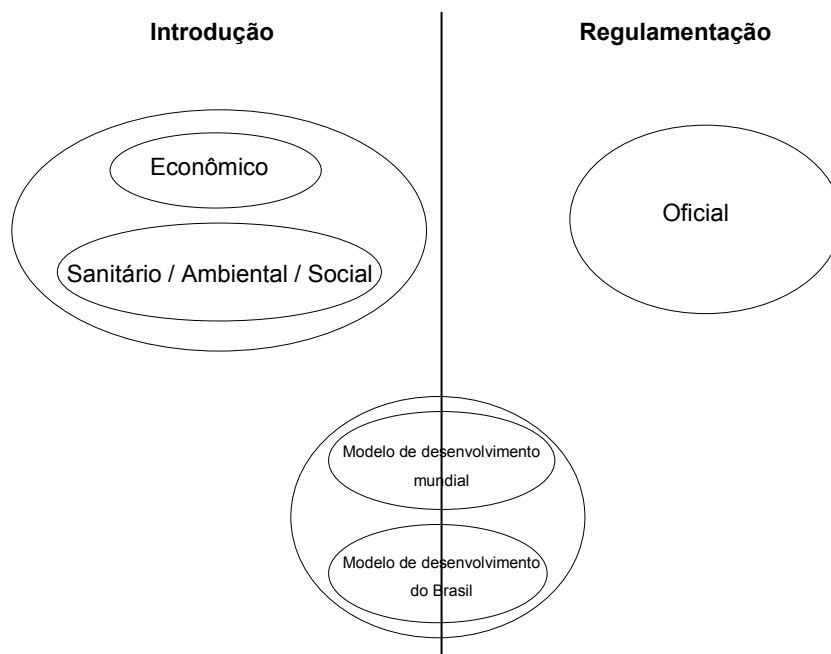 Introdução
Regulamentação
Econômico
Sanitário / Ambiental / Social
Oficial
Modelo de desenvolvimento
mundial
Modelo de desenvolvimento
do Brasil